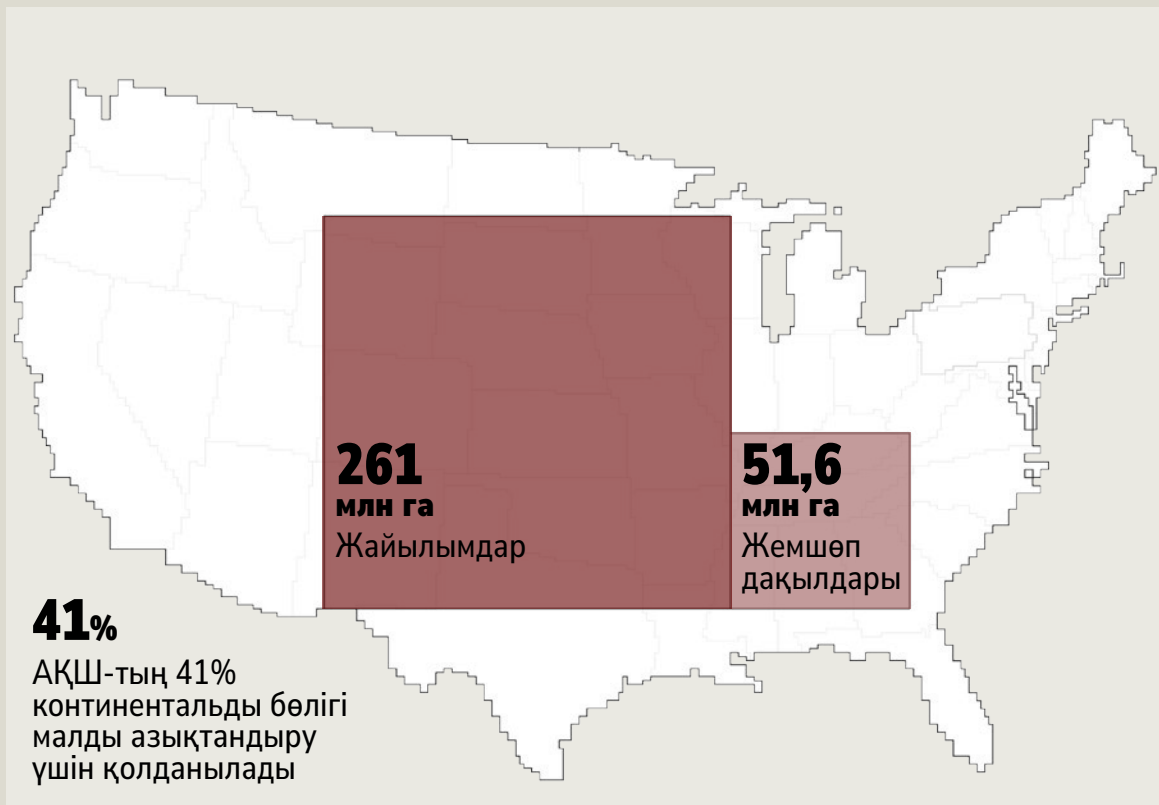 261
млн га
Жайылымдар
51,6
млн га
Жемшөп
дақылдары
41%
АҚШ-тың 41%
континентальды бөлігі
малды азықтандыру
үшін қолданылады